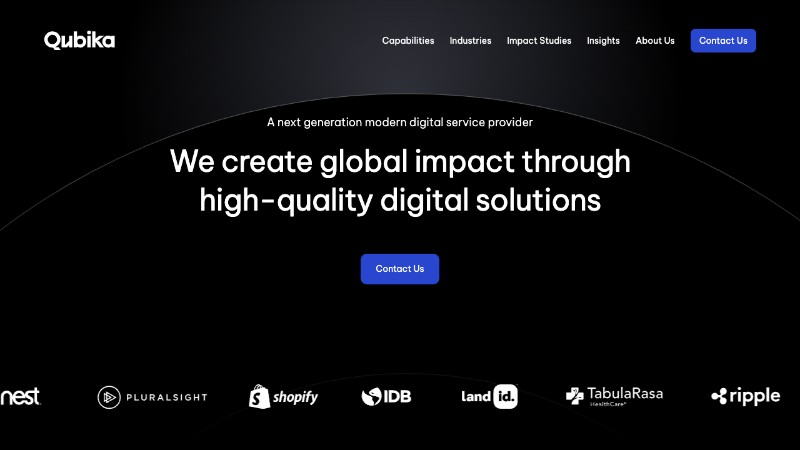 Qubika
Capabilities
Industries
Impact Studies
Insights
About Us
Contact Us
A next generation modern digital service provider
We create global impact through
high-quality digital solutions
Contact Us
nest
PLURALSIGHT
shopify
IDB
land id.
TabulaRasa
HealthCare
ripple